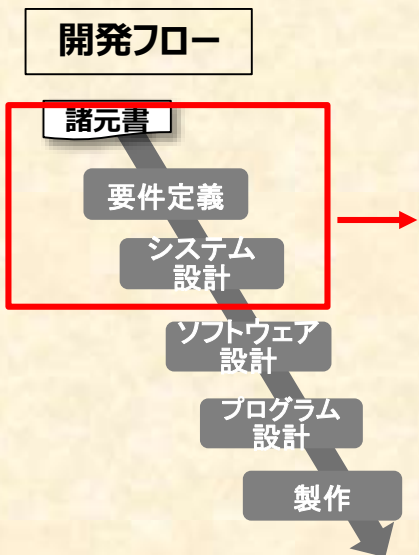 開発フロー
諸元書
要件定義
システム
設計
ソフトウェア
設計
プログラム
設計
製作